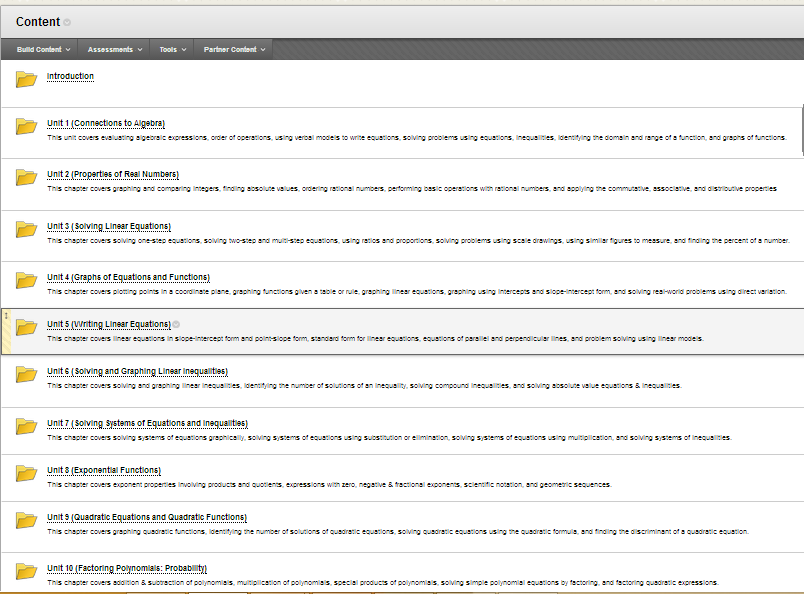 Content
Build Content Assessments Tools Partner Content
Introduction
Unit 1 (Connections to Algebra)
This unit covers evaluating algebraic expressions, order of operations, using verbal models to write equations, solving problems using equations, inequalities, identifying the domain and range of a function, and graphs of functions.
Unit 2 (Properties of Real Numbers)
This chapter covers graphing and comparing integers, finding absolute values, ordering rational numbers, performing basic operations with rational numbers, and applying the commutative, associative, and distributive properties
Unit 3 (Solving Linear Equations)
This chapter covers solving one-step equations, solving two-step and multi-step equations, using ratios and proportions, solving problems using scale drawings, using similar figures to measure, and finding the percent of a number.
Unit 4 (Graphs of Equations and Functions)
This chapter covers plotting points in a coordinate plane, graphing functions given a table or rule, graphing linear equations, graphing using intercepts and slope-intercept form, and solving real-world problems using direct variation.
Unit 5 (Writing Linear Equations)
This chapter covers linear equations in slope-intercept form and point-slope form, standard form for linear equations, equations of parallel and perpendicular lines, and problem solving using linear models.
Unit 6 (Solving and Graphing Linear Inequalities)
This chapter covers solving and graphing linear inequalities, identifying the number of solutions of an inequality, solving compound inequalities, and solving absolute value equations & inequalities.
Unit 7 (Solving Systems of Equations and Inequalities)
This chapter covers solving systems of equations graphically, solving systems of equations using substitution or elimination, solving systems of equations using multiplication, and solving systems of inequalities.
Unit 8 (Exponential Functions)
This chapter covers exponent properties involving products and quotients, expressions with zero, negative & fractional exponents, scientific notation, and geometric sequences.
Unit 9 (Quadratic Equations and Quadratic Functions)
This chapter covers graphing quadratic functions, identifying the number of solutions of quadratic equations, solving quadratic equations using the quadratic formula, and finding the discriminant of a quadratic equation.
Unit 10 (Factoring Polynomials: Probability)
This chapter covers addition & subtraction of polynomials, multiplication of polynomials, special products of polynomials, solving simple polynomial equations by factoring, and factoring quadratic expressions.